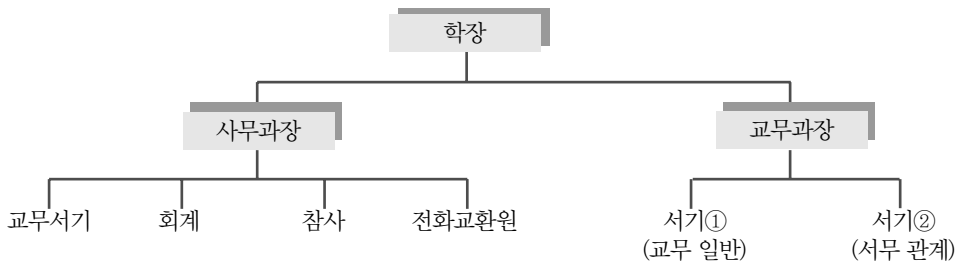 학장
사무과장
교무과장
교무서기
회계
참사
전화교환원
서기①
(교무 일반)
서기②
(서무 관계)